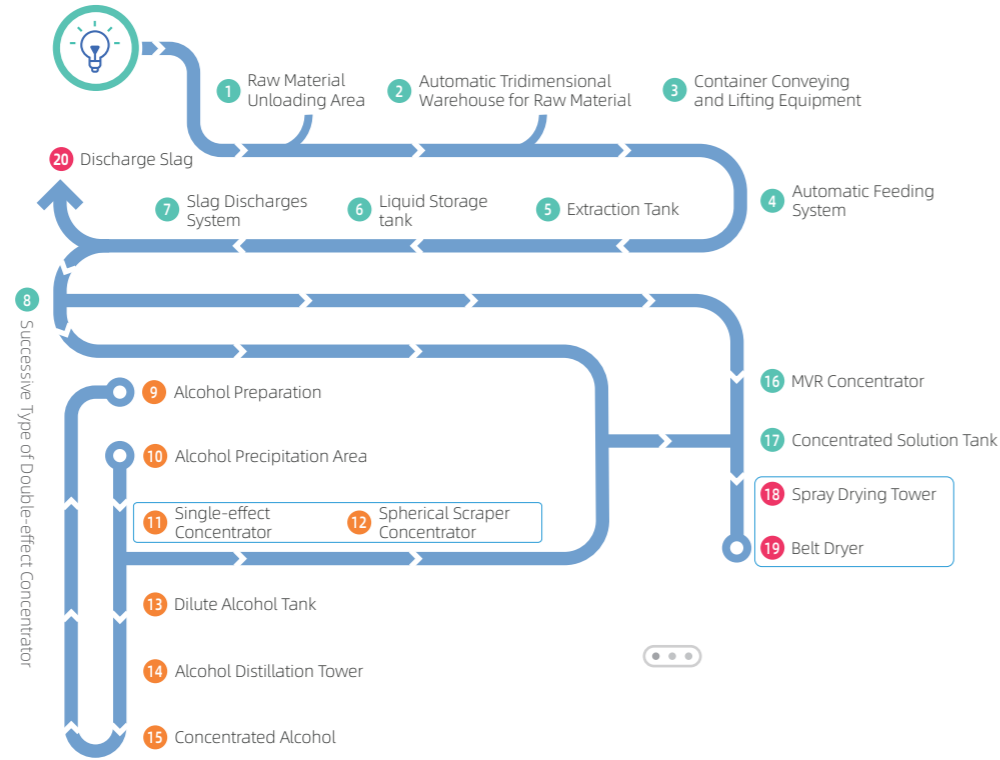 1
Raw Material
Unloading Area
2
Automatic Tridimensional
Warehouse for Raw Material
3
Container Conveying
and Lifting Equipment
20
Discharge Slag
7
Slag Discharges
System
6
Liquid Storage
tank
5
Extraction Tank
4
Automatic Feeding
System
8
Successive Type of Double-effect Concentrator
9
Alcohol Preparation
10
Alcohol Precipitation Area
11
Single-effect
Concentrator
12
Spherical Scraper
Concentrator
13
Dilute Alcohol Tank
14
Alcohol Distillation Tower
15
Concentrated Alcohol
16
MVR Concentrator
17
Concentrated Solution Tank
18
Spray Drying Tower
19
Belt Dryer